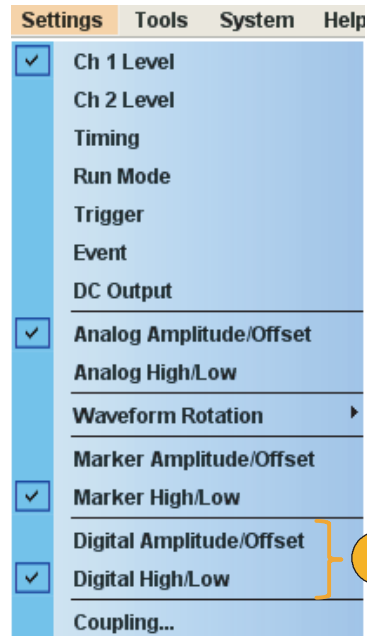 Settings Tools System Help
Ch 1 Level
Ch 2 Level
Timing
Run Mode
Trigger
Event
DC Output
Analog Amplitude/Offset
Analog High/Low
Waveform Rotation
Marker Amplitude/Offset
Marker High/Low
Digital Amplitude/Offset
Digital High/Low
Coupling...